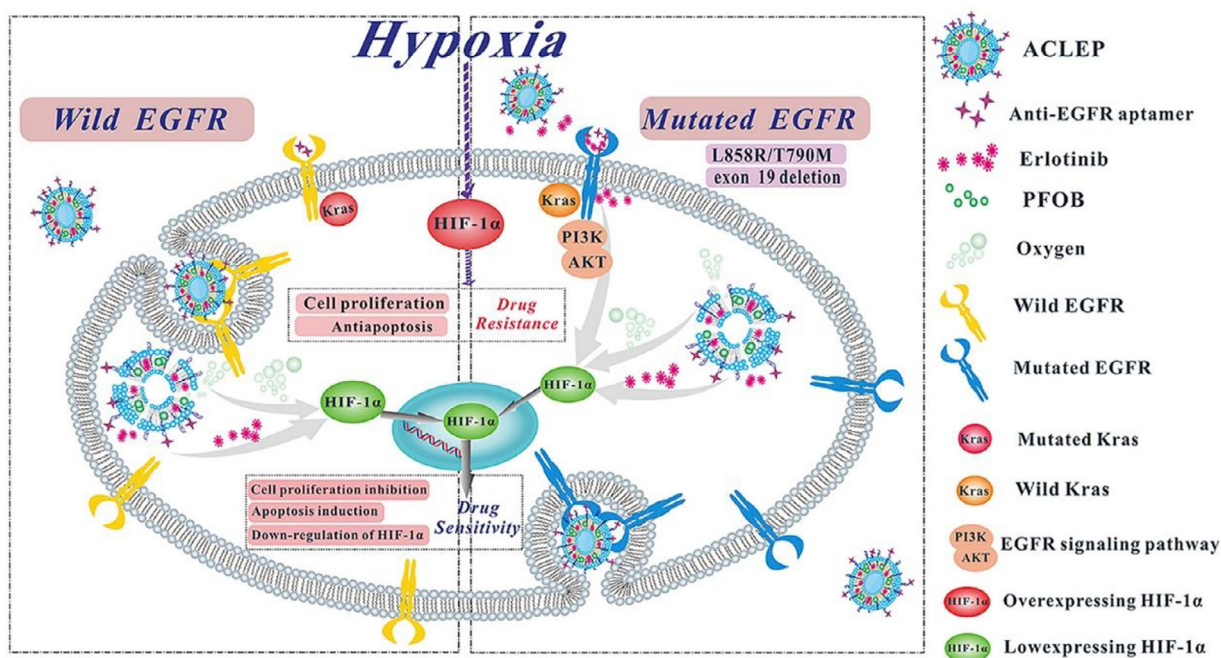 Hypoxia
Wild EGFR
Mutated EGFR
L858R/T790M
exon 19 deletion
Kras
HIF-1α
Kras
PI3K
AKT
Cell proliferation
Antiapoptosis
Drug
Resistance
HIF-1α
HIF-1α
HIF-1α
Cell proliferation inhibition
Apoptosis induction
Down-regulation of HIF-1α
Drug
Sensitivity
ACLEP
Anti-EGFR aptamer
Erlotinib
PFOB
Oxygen
Wild EGFR
Mutated EGFR
Kras
Mutated Kras
Kras
Wild Kras
PI3K
AKT
EGFR signaling pathway
HIF-1α
Overexpressing HIF-1α
HIF-1α
Lowexpressing HIF-1α